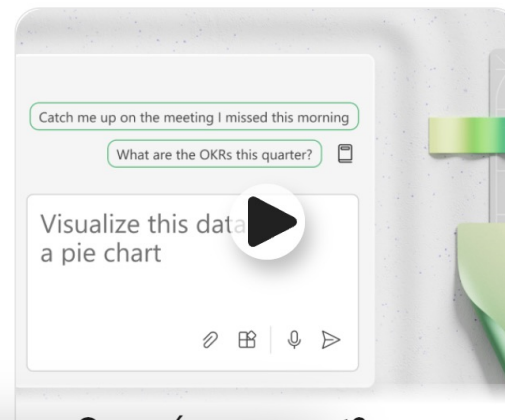 Catch me up on the meeting I missed this morning
What are the OKRs this quarter?
Visualize this data
a pie chart